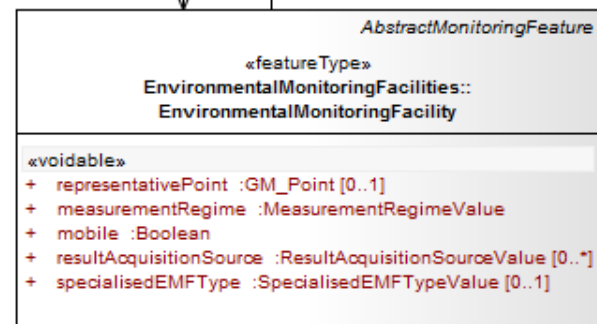 AbstractMonitoringFeature
«featureType»
EnvironmentalMonitoringFacilities::
EnvironmentalMonitoringFacility
«voidable»
+ representativePoint :GM_Point [0..1]
+ measurementRegime :MeasurementRegimeValue
+ mobile :Boolean
+ resultAcquisitionSource :ResultAcquisitionSourceValue [0..*]
+ specialisedEMFType :SpecialisedEMFTypeValue [0..1]